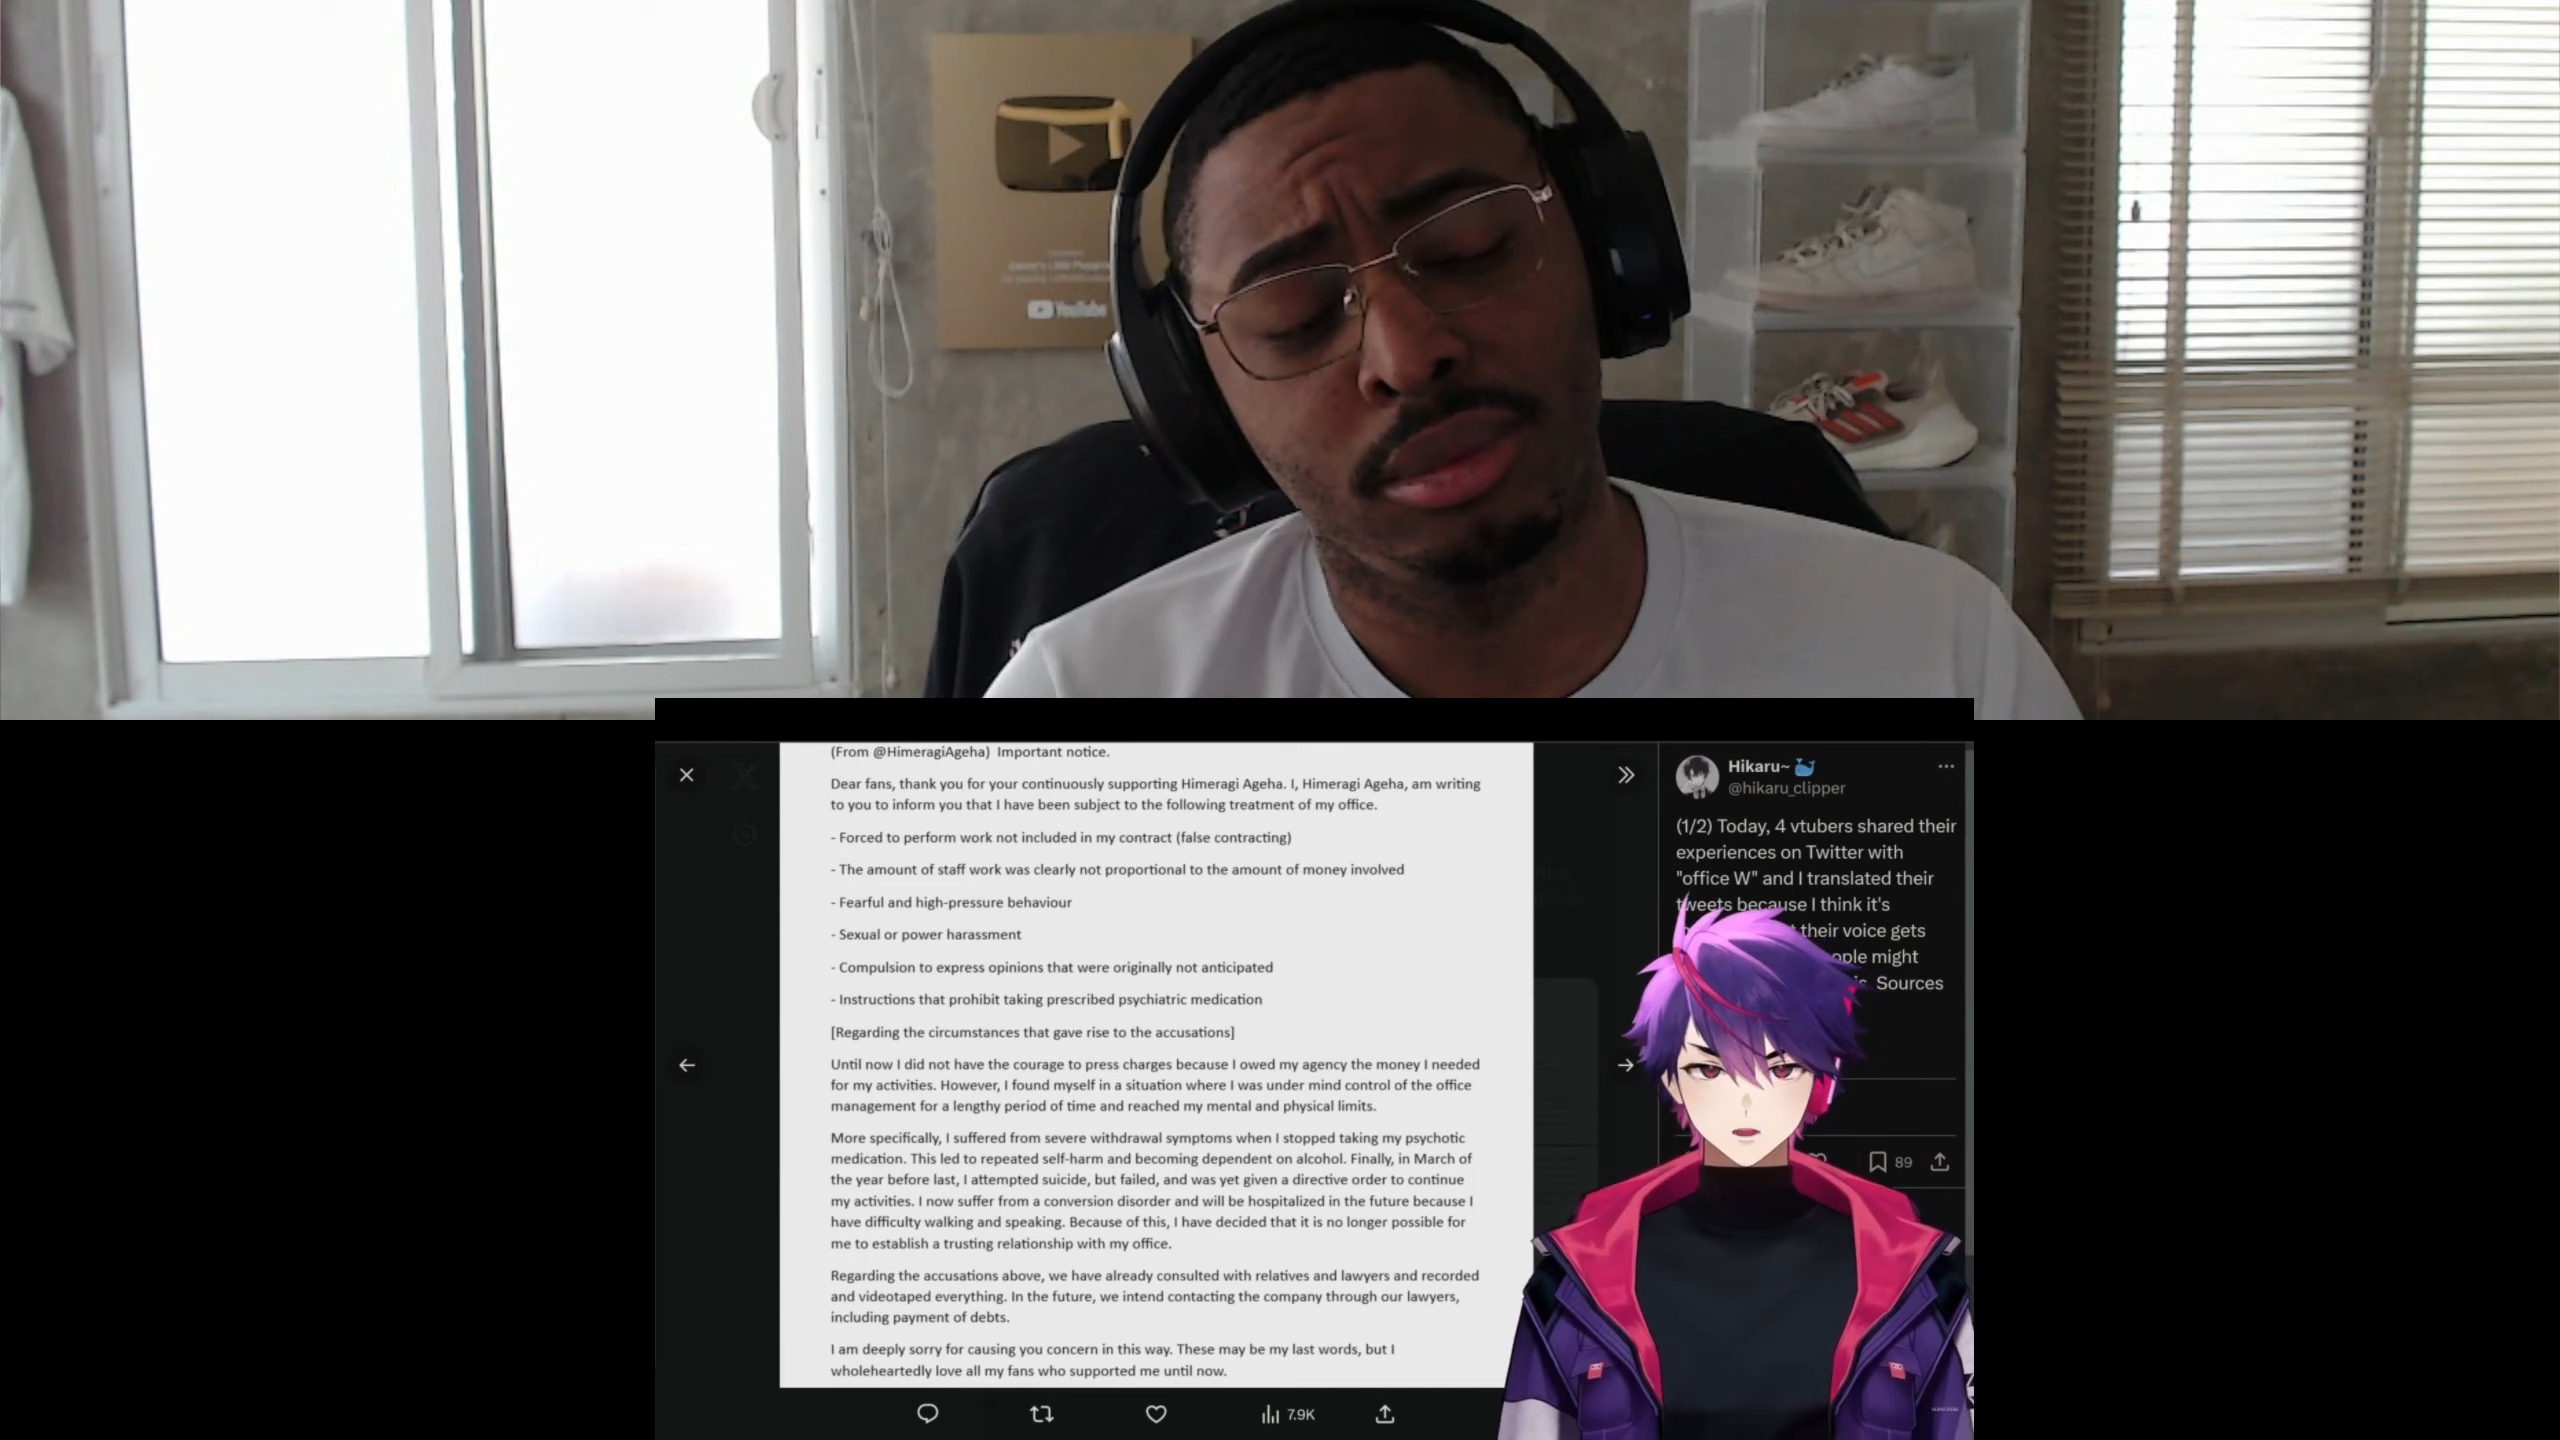 YouTube
(From @HimeragiAgeha) Important notice.
Dear fans, thank you for your continuously supporting Himeragi Ageha. I, Himeragi Ageha, am writing
to you to inform you that I have been subject to the following treatment of my office.
- Forced to perform work not included in my contract (false contracting)
- The amount of staff work was clearly not proportional to the amount of money involved
- Fearful and high-pressure behaviour
- Sexual or power harassment
- Compulsion to express opinions that were originally not anticipated
- Instructions that prohibit taking prescribed psychiatric medication
[Regarding the circumstances that gave rise to the accusations]
Until now I did not have the courage to press charges because I owed my agency the money I needed
for my activities. However, I found myself in a situation where I was under mind control of the office
management for a lengthy period of time and reached my mental and physical limits.
More specifically, I suffered from severe withdrawal symptoms when I stopped taking my psychotic
medication. This led to repeated self-harm and becoming dependent on alcohol. Finally, in March of
the year before last, I attempted suicide, but failed, and was yet given a directive order to continue
my activities. I now suffer from a conversion disorder and will be hospitalized in the future because I
have difficulty walking and speaking. Because of this, I have decided that it is no longer possible for
me to establish a trusting relationship with my office.
Regarding the accusations above, we have already consulted with relatives and lawyers and recorded
and videotaped everything. In the future, we intend contacting the company through our lawyers,
including payment of debts.
I am deeply sorry for causing you concern in this way. These may be my last words, but I
wholeheartedly love all my fans who supported me until now.
7.9K
Hikaru~
@hikaru_clipper
(1/2) Today, 4 vtubers shared their
experiences on Twitter with
"office W" and I translated their
tweets because I think it's
their voice gets
might
Sources
89